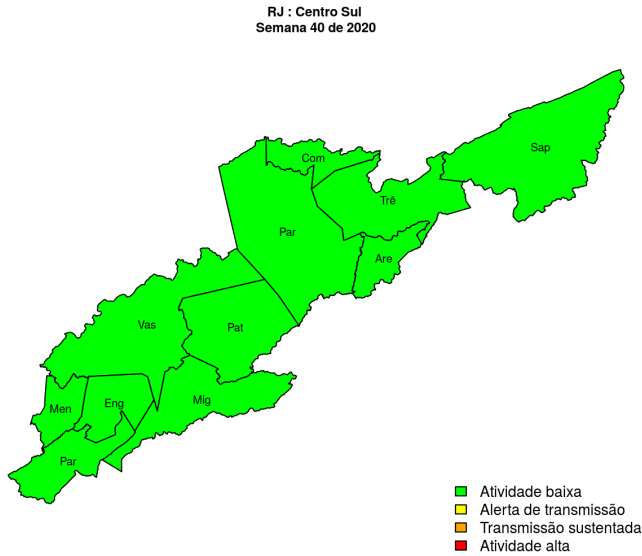 RJ : Centro Sul
Semana 40 de 2020
Sap
Com
Trê
Par
Are
Vas
Pat
Men
Eng
Mig
Par
Atividade baixa
Alerta de transmissão
Transmissão sustentada
Atividade alta